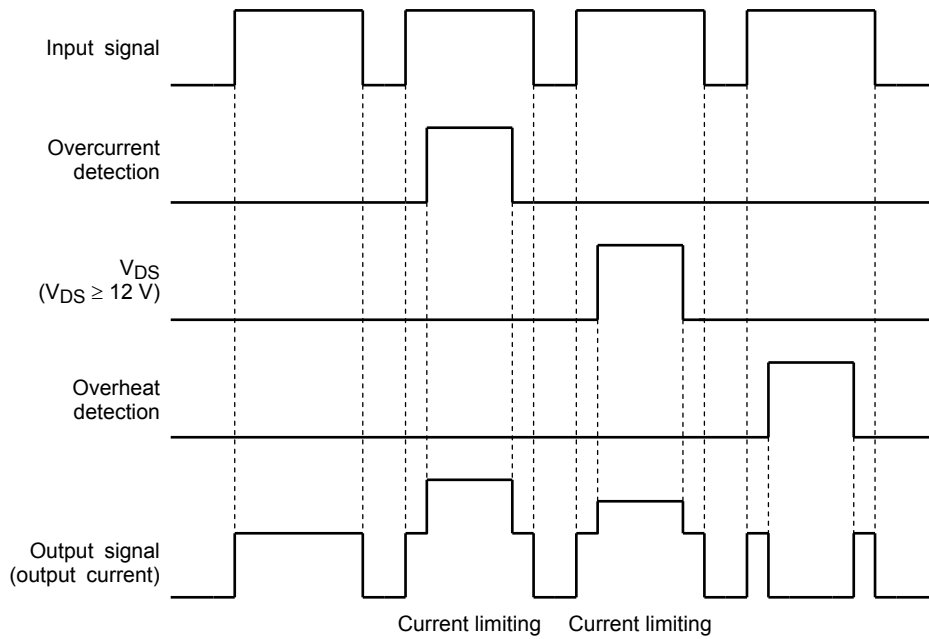 Input signal
Overcurrent
detection
VDS
(VDS ≥ 12 V)
Overheat
detection
Output signal
(output current)
Current limiting Current limiting